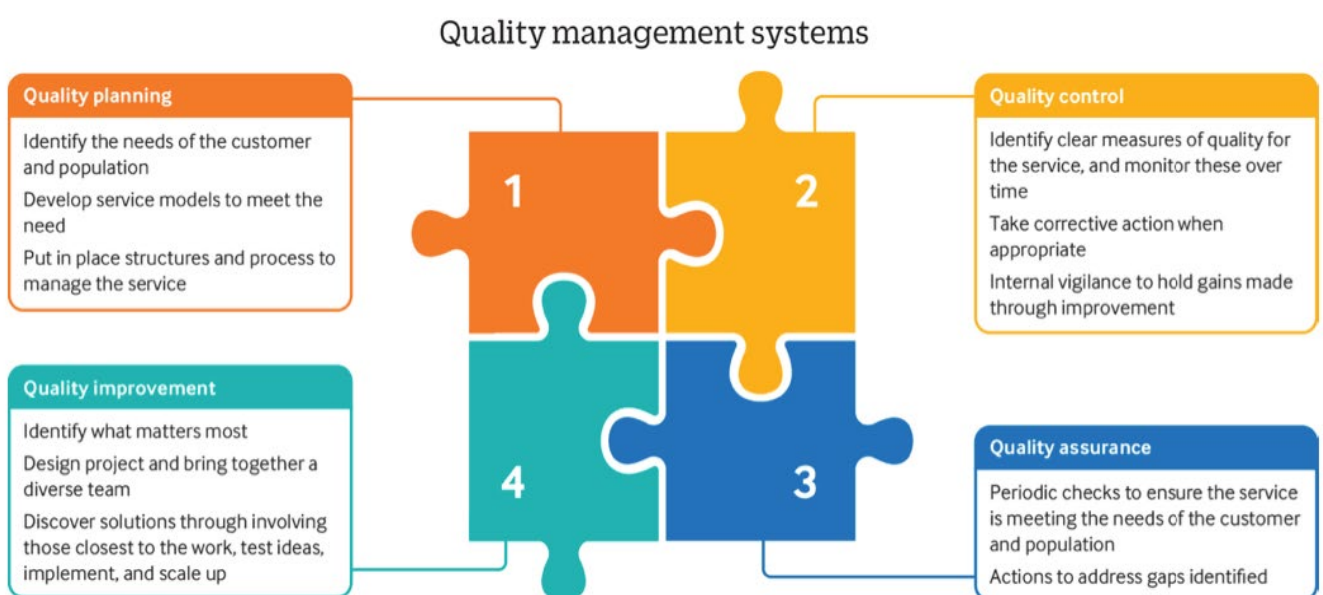 Quality management systems
Quality planning
Identify the needs of the customer
and population
Develop service models to meet the
need
Put in place structures and process to
manage the service
1
2
Quality control
Identify clear measures of quality for
the service, and monitor these over
time
Take corrective action when
appropriate
Internal vigilance to hold gains made
through improvement
Quality improvement
Identify what matters most
Design project and bring together a
diverse team
Discover solutions through involving
those closest to the work, test ideas,
implement, and scale up
4
3
Quality assurance
Periodic checks to ensure the service
is meeting the needs of the customer
and population
Actions to address gaps identified